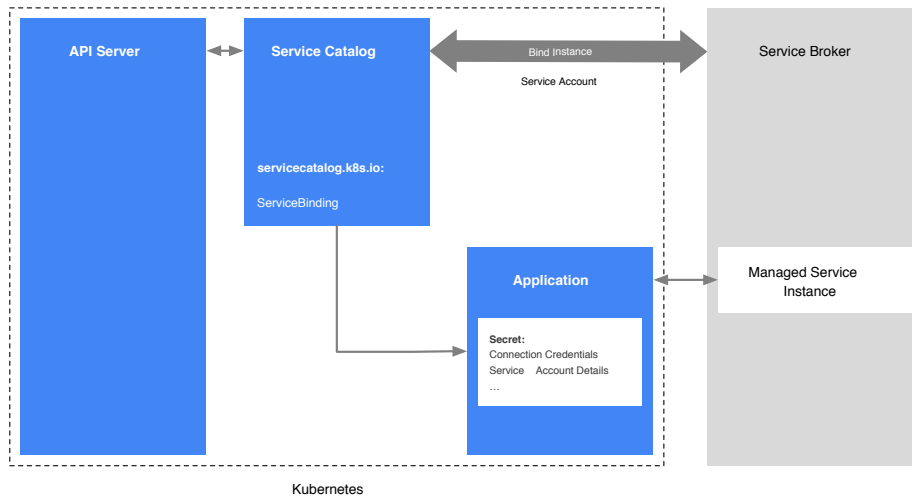 API Server
Service Catalog
Bind Instance
Service Broker
Service Account
servicecatalog.k8s.io:
ServiceBinding
Application
Managed Service
Instance
Secret:
Connection Credentials
Service Account Details
...
Kubernetes